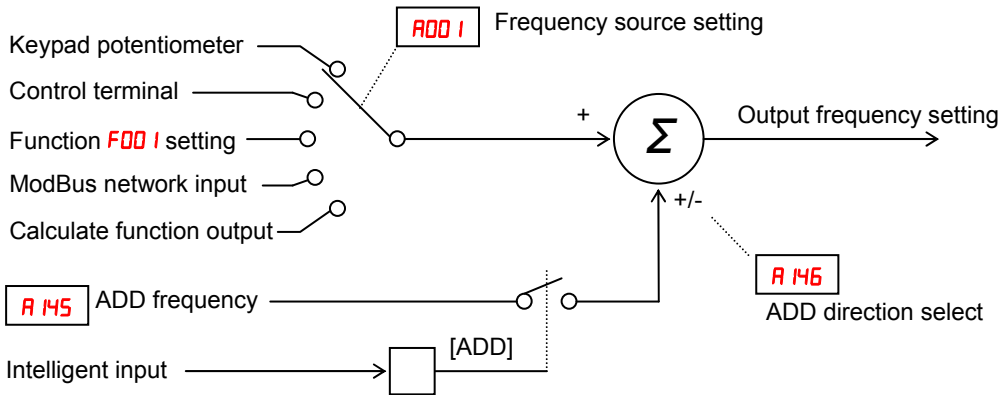 A001 Frequency source setting
Keypad potentiometer
Control terminal
Function F001 setting
ModBus network input
Calculate function output
+ Σ Output frequency setting
+/-
A146
ADD direction select
A145 ADD frequency
[ADD]
Intelligent input